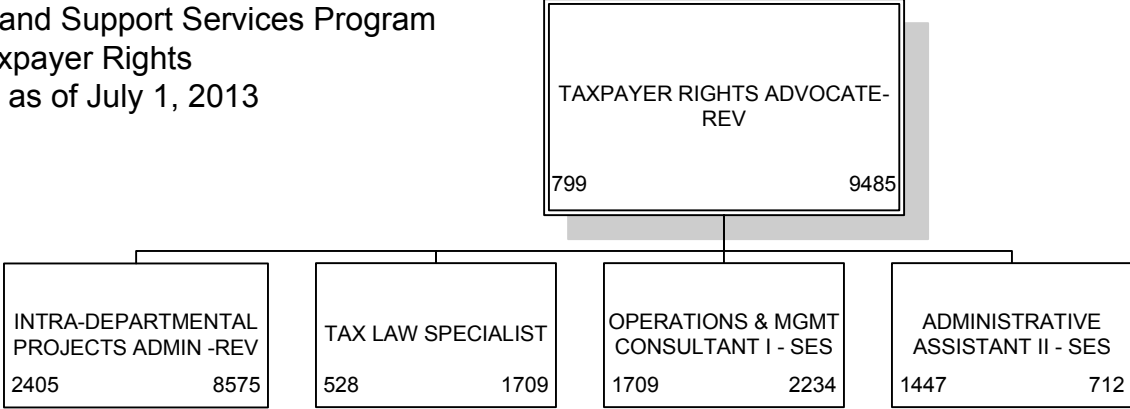 and Support Services Program
xpayer Rights
as of July 1, 2013
TAXPAYER RIGHTS ADVOCATE-
REV
799 9485
INTRA-DEPARTMENTAL
PROJECTS ADMIN -REV
2405 8575
TAX LAW SPECIALIST
528 1709
OPERATIONS & MGMT
CONSULTANT I - SES
1709 2234
ADMINISTRATIVE
ASSISTANT II - SES
1447 712